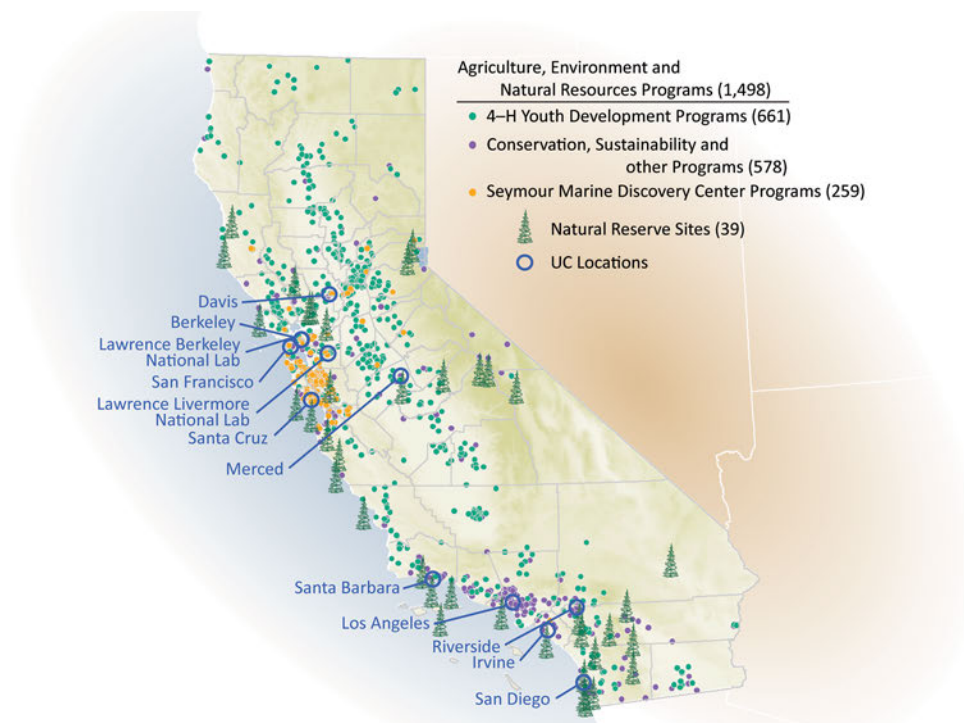 Agriculture, Environment and
Natural Resources Programs (1,498)
4–H Youth Development Programs (661)
Conservation, Sustainability and
other Programs (578)
Seymour Marine Discovery Center Programs (259)
Natural Reserve Sites (39)
UC Locations
Davis
Berkeley
Lawrence Berkeley
National Lab
San Francisco
Lawrence Livermore
National Lab
Santa Cruz
Merced
Santa Barbara
Los Angeles
Riverside
Irvine
San Diego